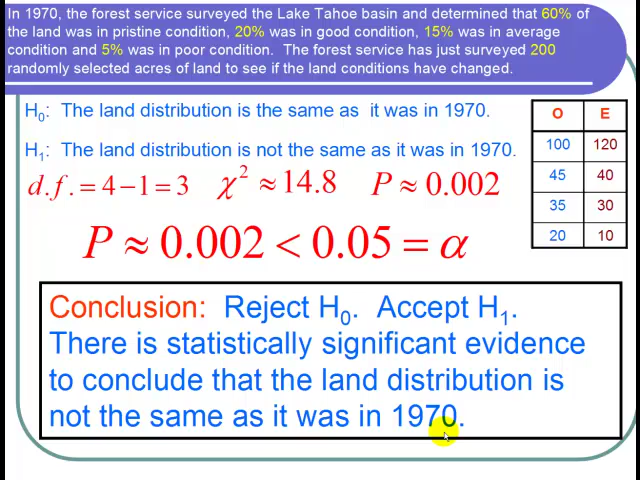 In 1970, the forest service surveyed the Lake Tahoe basin and determined that 60% of
the land was in pristine condition, 20% was in good condition, 15% was in average
condition and 5% was in poor condition.  The forest service has just surveyed 200
randomly selected acres of land to see if the land conditions have changed.
H₀:  The land distribution is the same as  it was in 1970.
H₁:  The land distribution is not the same as it was in 1970.
d.f. = 4 − 1 = 3   χ² ≈ 14.8   P ≈ 0.002
O E
100 120
45 40
35 30
20 10
P ≈ 0.002 < 0.05 = α
Conclusion:  Reject H₀.  Accept H₁.
There is statistically significant evidence
to conclude that the land distribution is
not the same as it was in 1970.